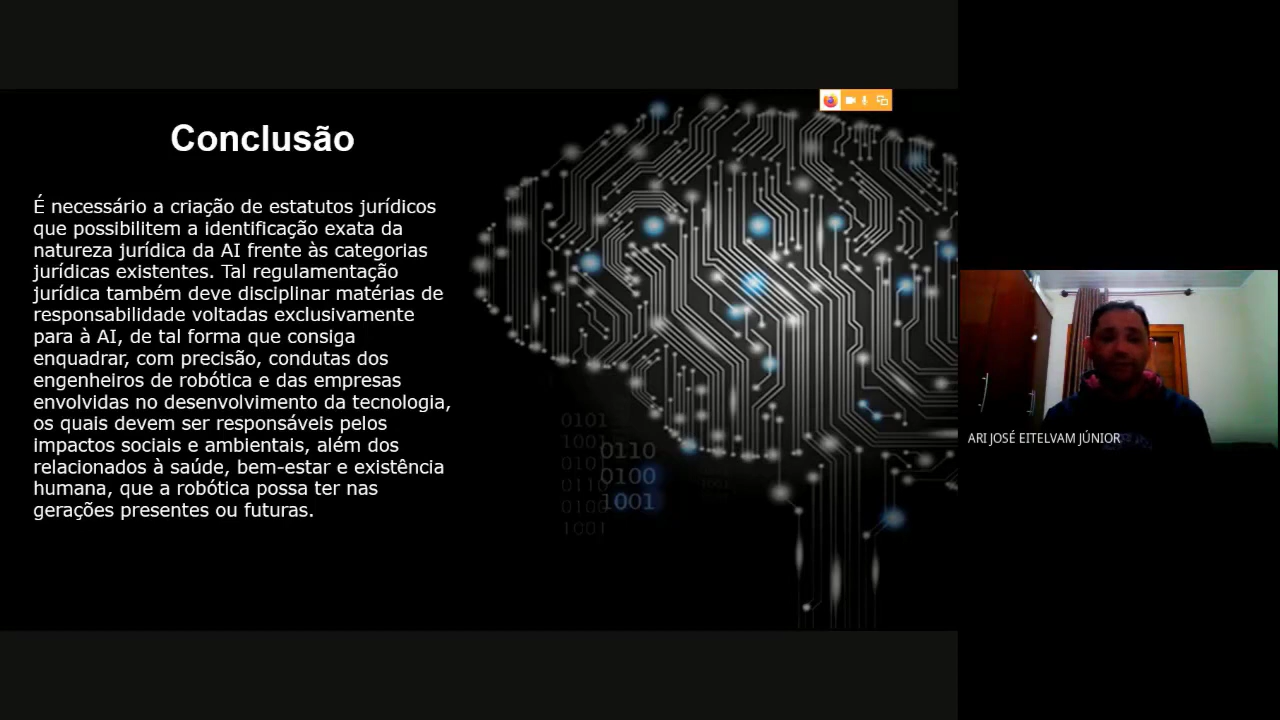 Conclusão
É necessário a criação de estatutos jurídicos
que possibilitem a identificação exata da
natureza jurídica da AI frente às categorias
jurídicas existentes. Tal regulamentação
jurídica também deve disciplinar matérias de
responsabilidade voltadas exclusivamente
para à AI, de tal forma que consiga
enquadrar, com precisão, condutas dos
engenheiros de robótica e das empresas
envolvidas no desenvolvimento da tecnologia,
os quais devem ser responsáveis pelos
impactos sociais e ambientais, além dos
relacionados à saúde, bem-estar e existência
humana, que a robótica possa ter nas
gerações presentes ou futuras.
0101
1001
010
0110
0100
1001
0110
0100
1001
ARI JOSÉ EITELVAM JÚNIOR